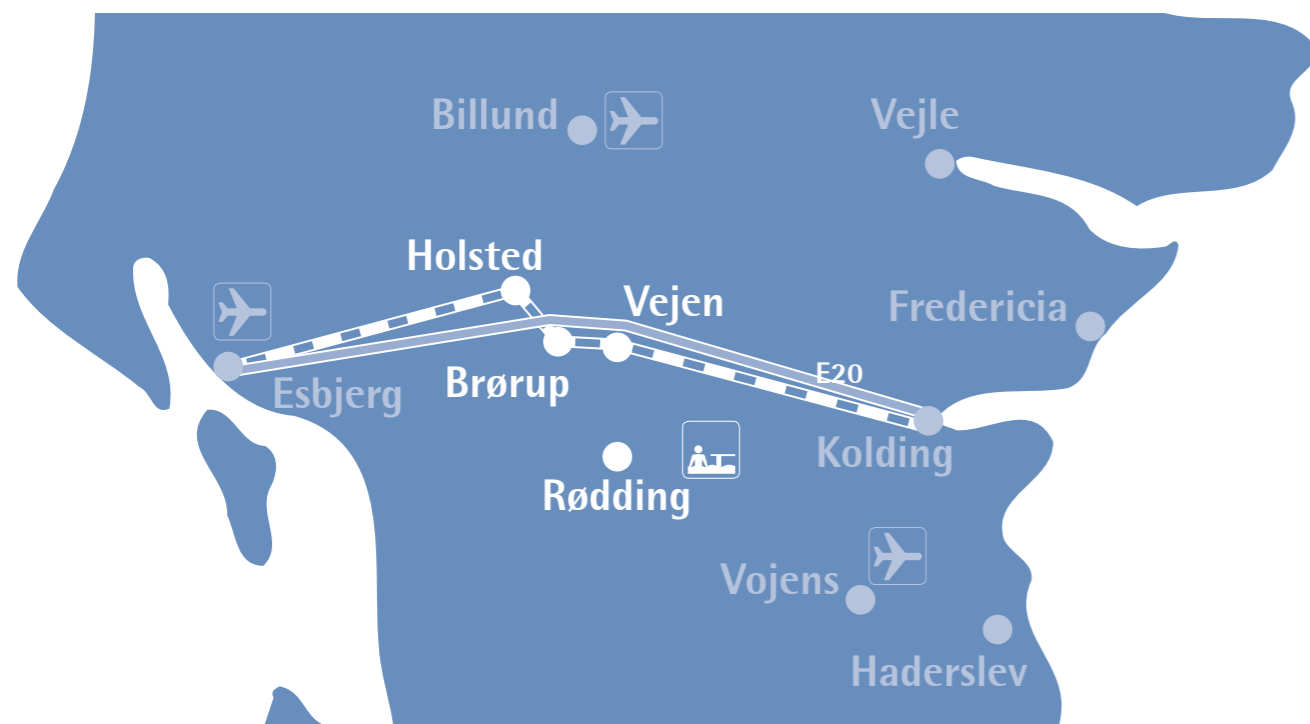 Billund
Vejle
Holsted
Vejen
Fredericia
E20
Brørup
Esbjerg
Kolding
Rødding
Vojens
Haderslev